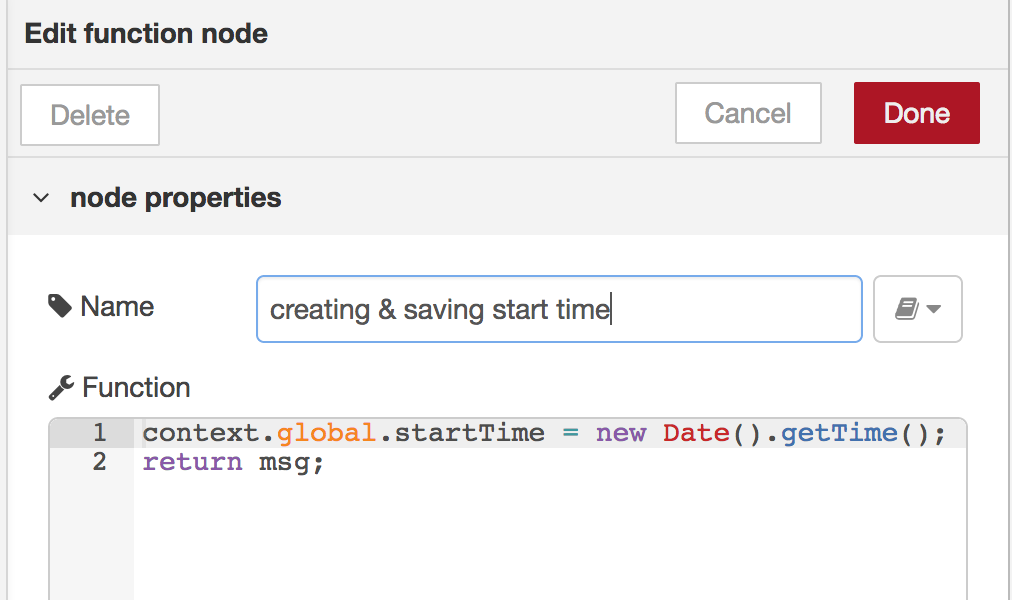 Edit function node
Delete Cancel Done
node properties
Name creating & saving start time
Function
1 context.global.startTime = new Date().getTime();
2 return msg;